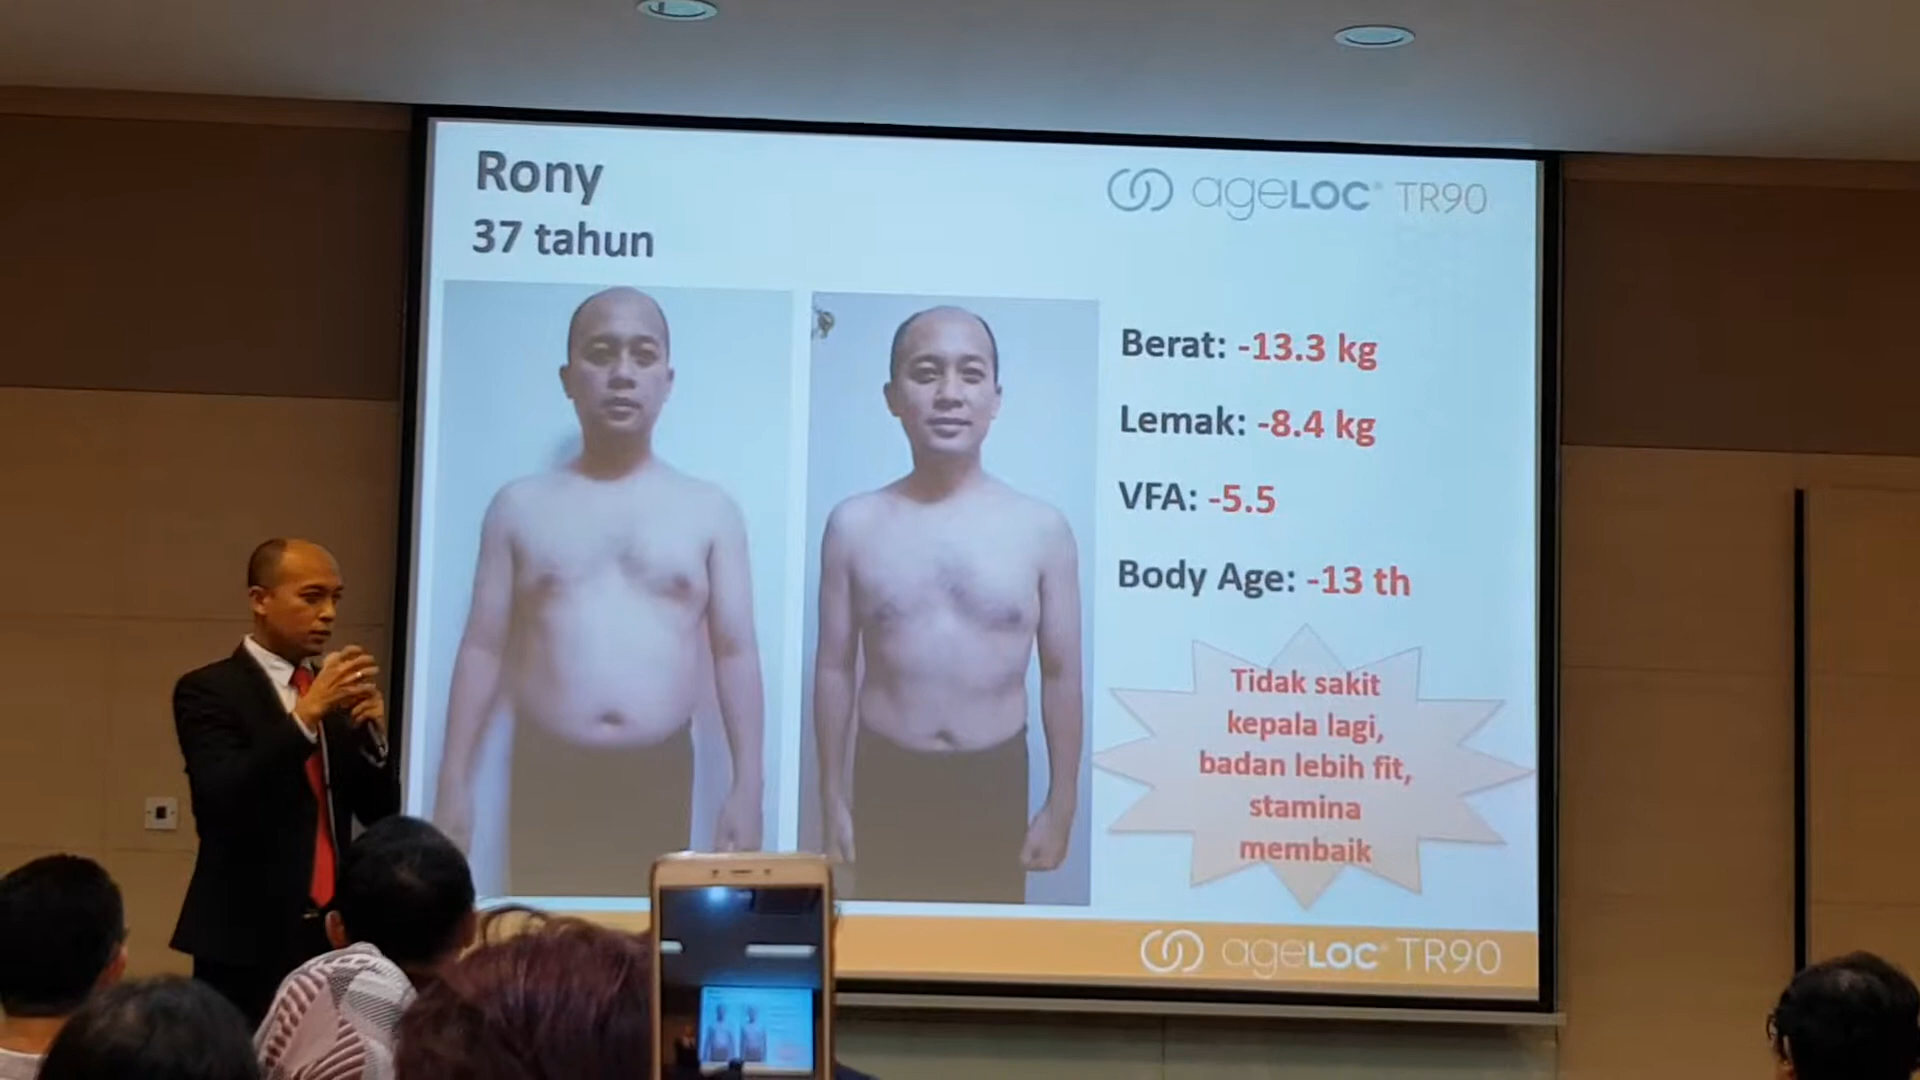 Rony
37 tahun
ageLOC® TR90
Berat: -13.3 kg
Lemak: -8.4 kg
VFA: -5.5
Body Age: -13 th
Tidak sakit
kepala lagi,
badan lebih fit,
stamina
membaik
ageLOC® TR90